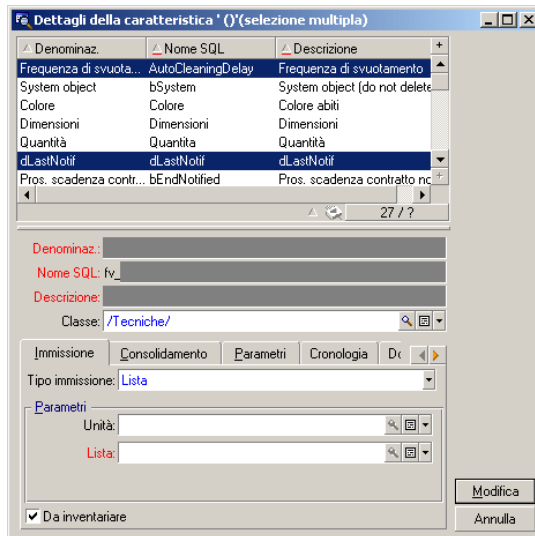 Dettagli della caratteristica ' ()'(selezione multipla)
Denominaz. Nome SQL Descrizione
Frequenza di svuota... AutoCleaningDelay Frequenza di svuotamento
System object bSystem System object (do not delete
Colore Colore Colore abiti
Dimensioni Dimensioni Dimensioni
Quantità Quantita Quantità
dLastNotif dLastNotif dLastNotif
Pros. scadenza contr... bEndNotified Pros. scadenza contratto no
27 / ?
Denominaz.:
Nome SQL: fv_
Descrizione:
Classe: /Tecniche/
Immissione Consolidamento Parametri Cronologia Do
Tipo immissione: Lista
Parametri
Unità:
Lista:
Modifica
Da inventariare
Annulla